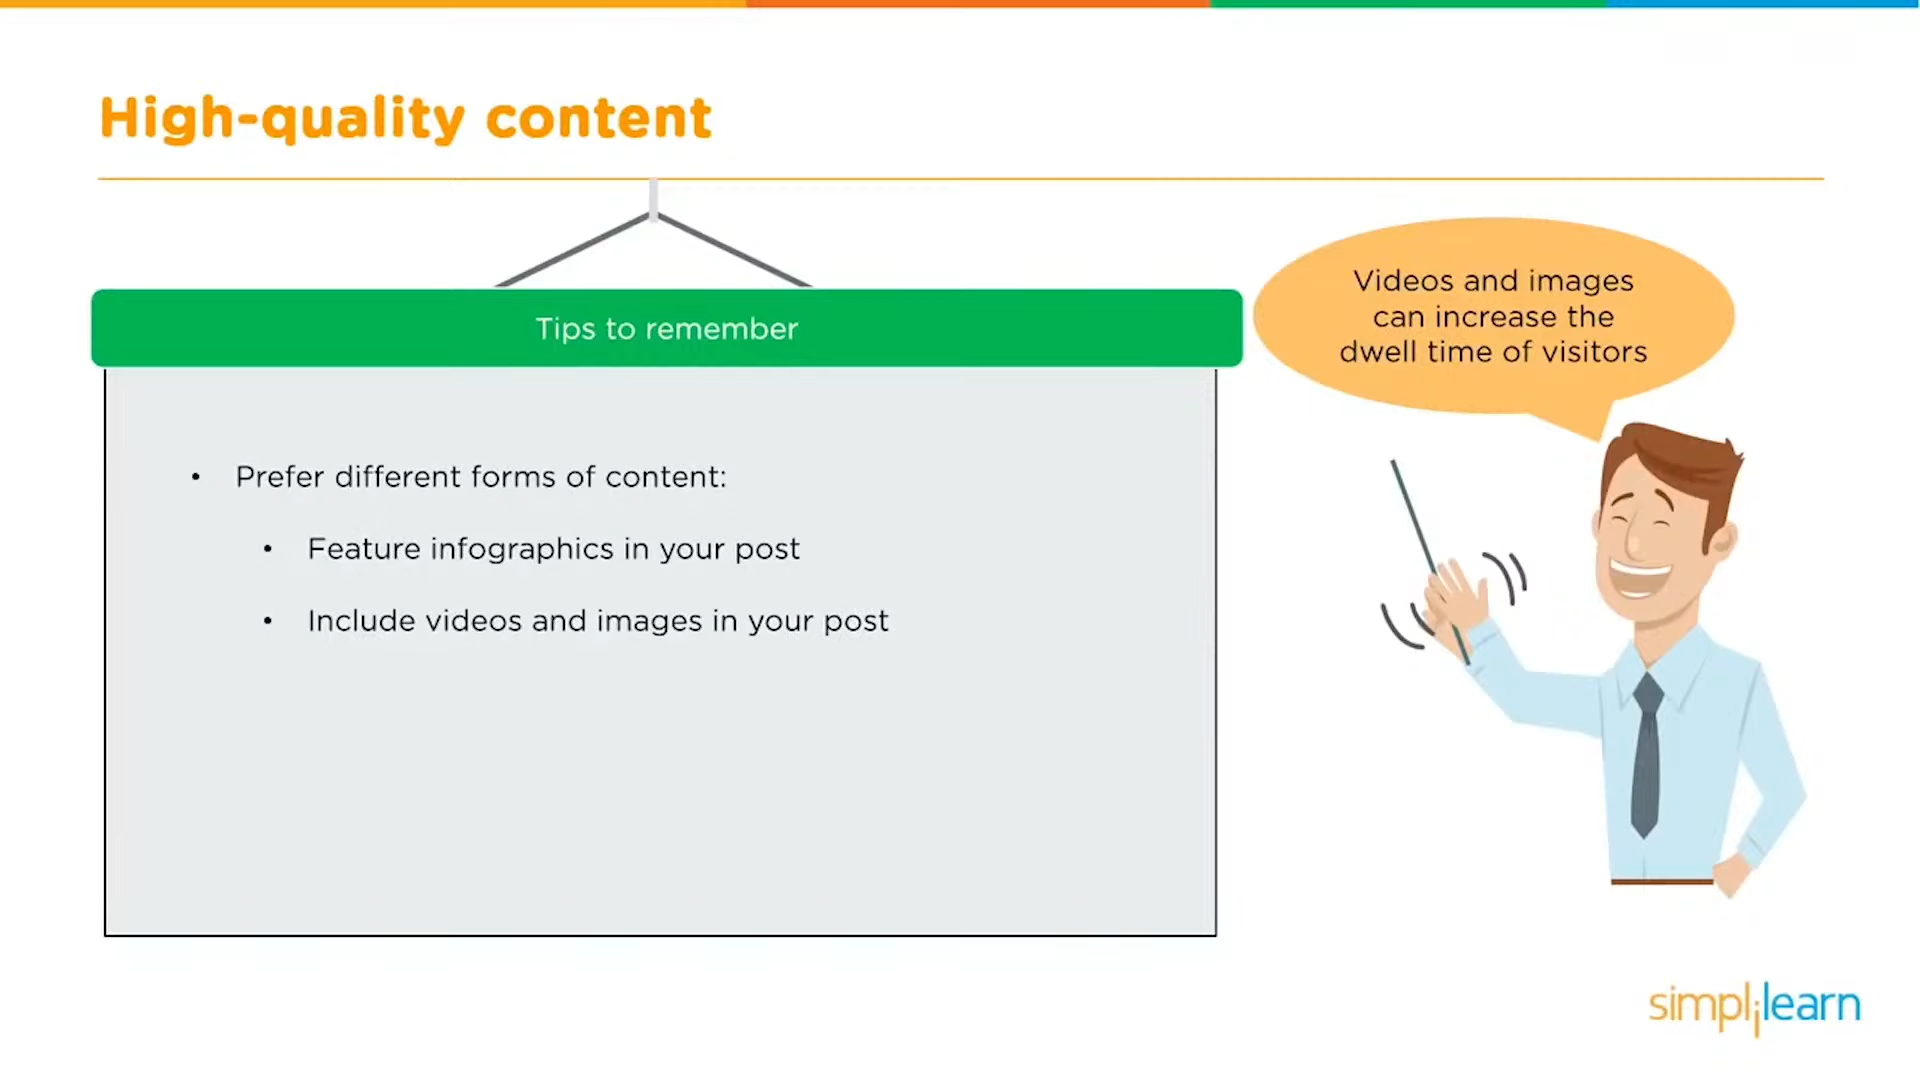 High-quality content
Tips to remember
Videos and images
can increase the
dwell time of visitors
• Prefer different forms of content:
• Feature infographics in your post
• Include videos and images in your post
simplilearn